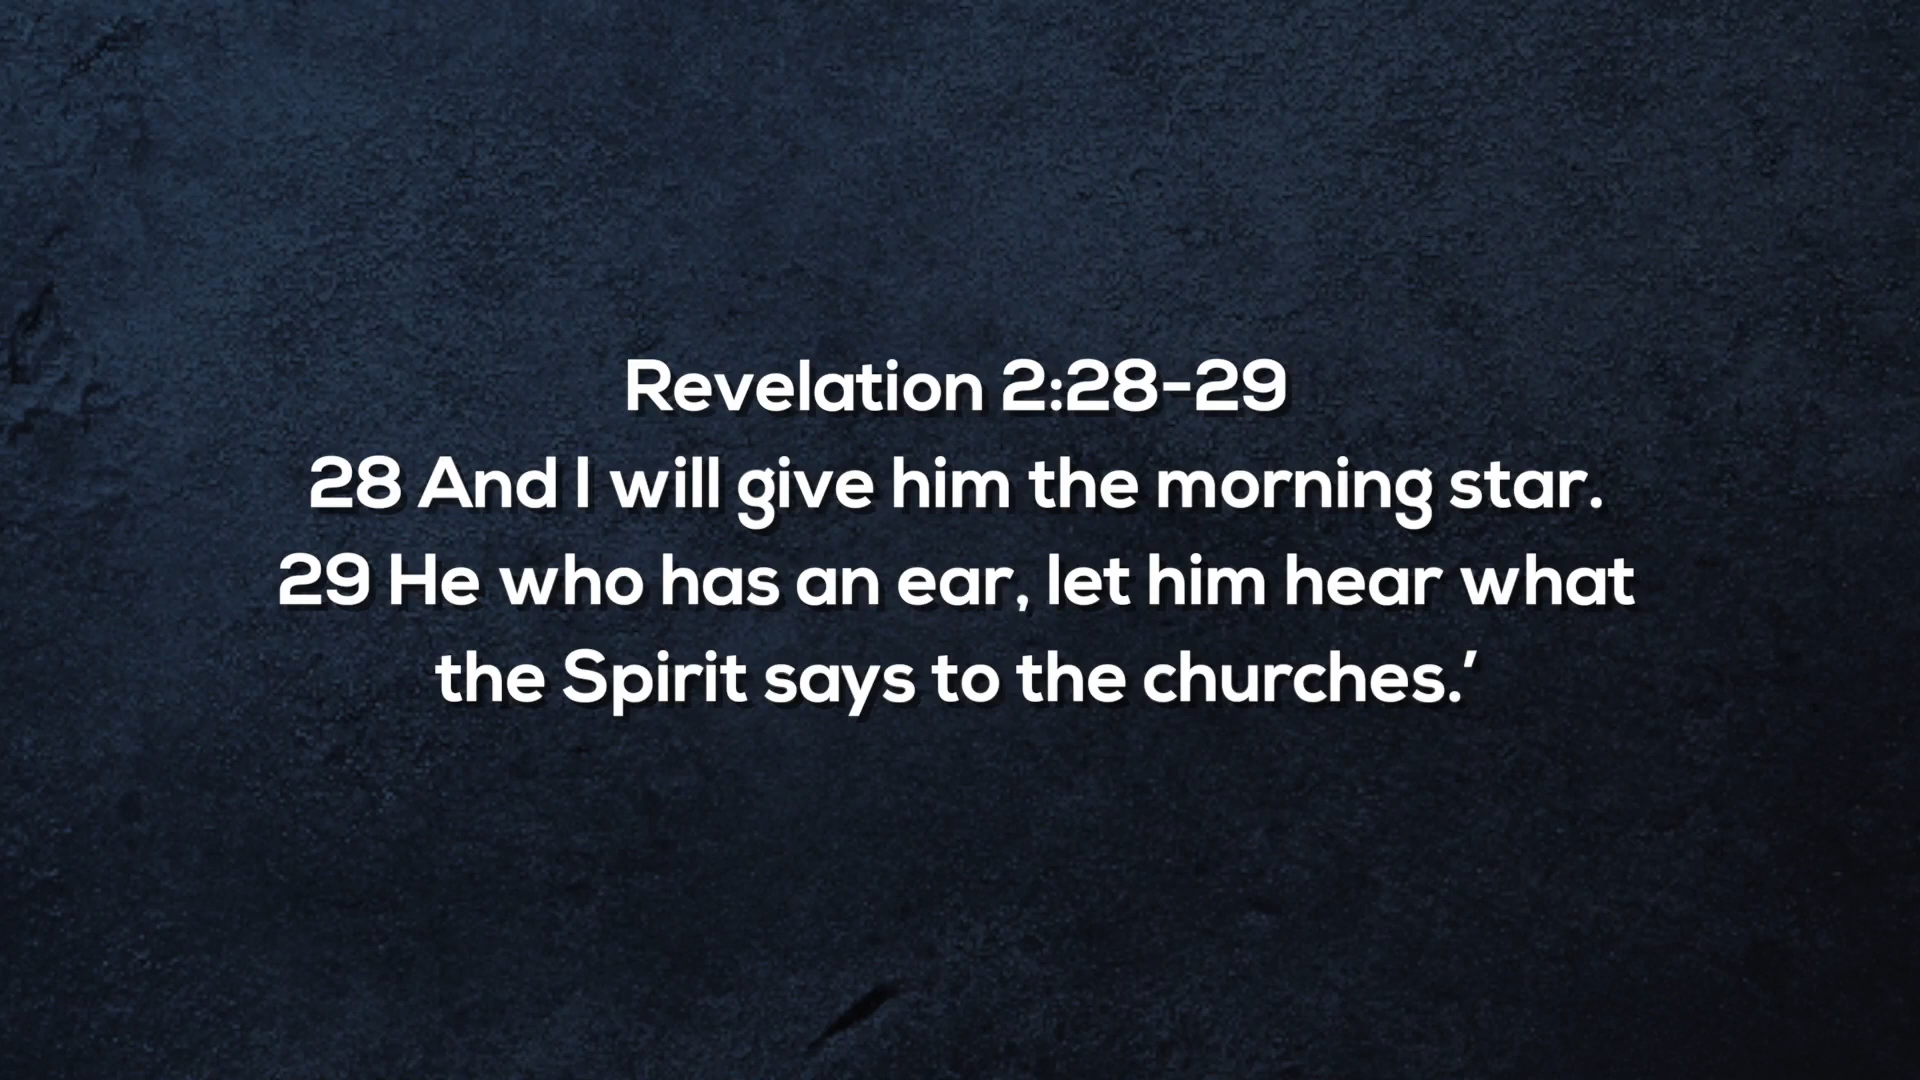 Revelation 2:28-29
28 And I will give him the morning star.
29 He who has an ear, let him hear what
the Spirit says to the churches.’